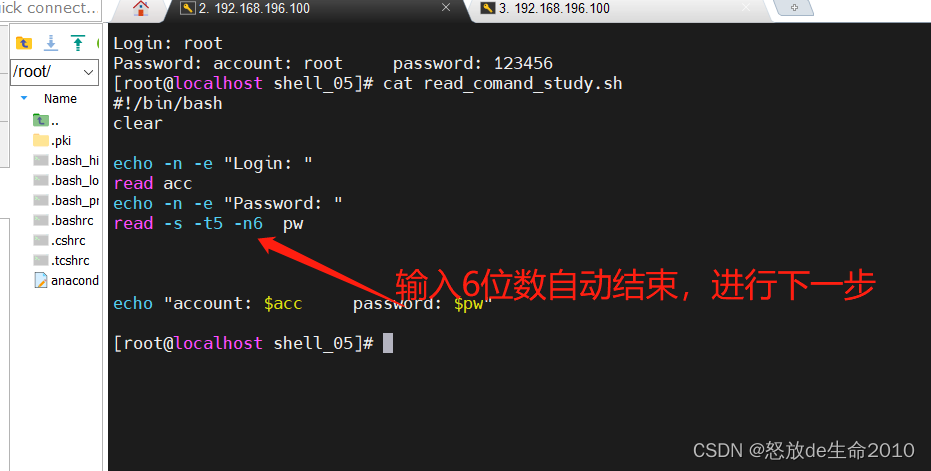 uick connect...
2. 192.168.196.100
3. 192.168.196.100
/root/
Name
..
.pki
.bash_hi
.bash_lo
.bash_pr
.bashrc
.cshrc
.tcshrc
anacond
Login: root
Password: account: root     password: 123456
[root@localhost shell_05]# cat read_comand_study.sh
#!/bin/bash
clear
echo -n -e "Login: "
read acc
echo -n -e "Password: "
read -s -t5 -n6  pw
输入6位数自动结束，进行下一步
echo "account: $acc     password: $pw"
[root@localhost shell_05]#
CSDN @怒放de生命2010